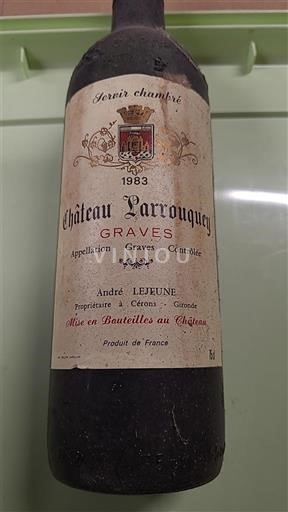 Servir chambré
1983
Château Larrouquey
GRAVES
Appellation Graves Contrôlée
VINIOU
André LEJEUNE
Propriétaire à Cérons - Gironde
Mise en Bouteilles au Château
Produit de France